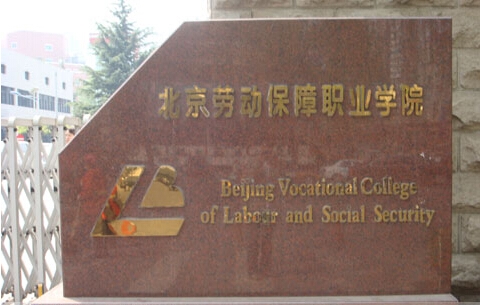 北京劳动保障职业学院
Beijing Vocational College
of Labour and Social Security